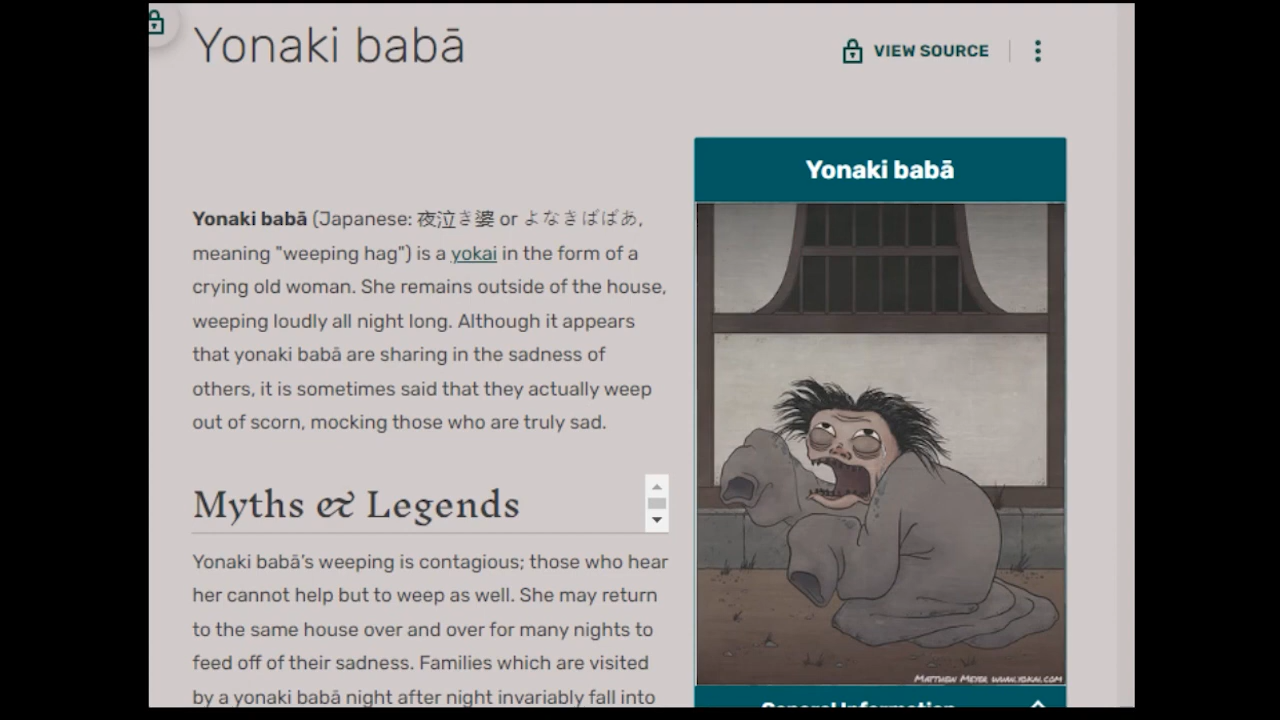 Yonaki babā
VIEW SOURCE
Yonaki babā
Yonaki babā (Japanese: 夜泣き婆 or よなきばばあ,
meaning "weeping hag") is a yokai in the form of a
crying old woman. She remains outside of the house,
weeping loudly all night long. Although it appears
that yonaki babā are sharing in the sadness of
others, it is sometimes said that they actually weep
out of scorn, mocking those who are truly sad.
Myths & Legends
Yonaki babā’s weeping is contagious; those who hear
her cannot help but to weep as well. She may return
to the same house over and over for many nights to
feed off of their sadness. Families which are visited
by a yonaki babā night after night invariably fall into
MATTHEW MEYER WWW.YOKAI.COM
General Information